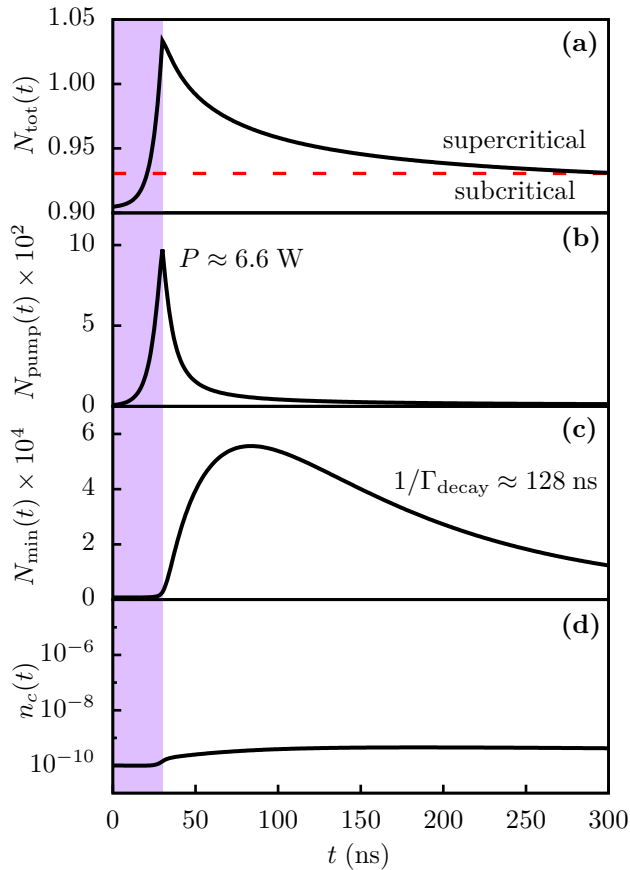 1.05
1.00
0.95
0.90
N_tot(t)
(a)
supercritical
subcritical
10
5
0
N_pump(t) × 10^2
P ≈ 6.6 W
(b)
6
4
2
0
N_min(t) × 10^4
(c)
1/Γ_decay ≈ 128 ns
10^−6
10^−8
10^−10
n_c(t)
(d)
0 50 100 150 200 250 300
t (ns)